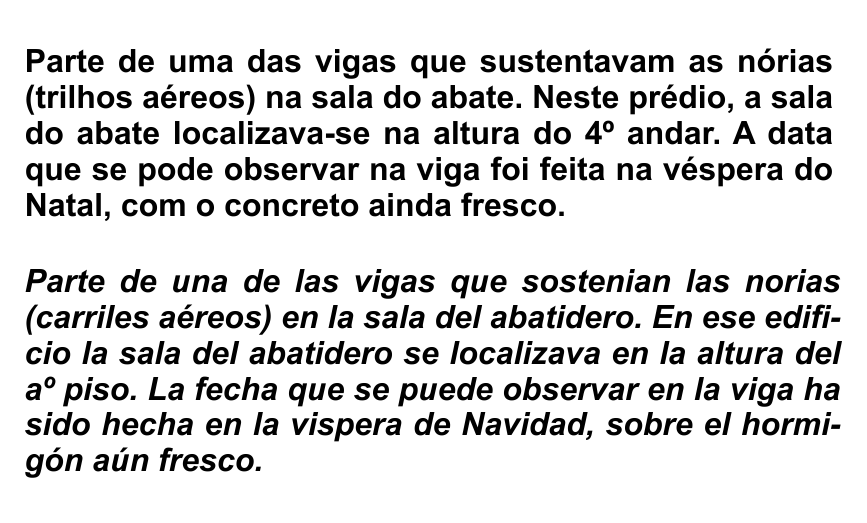 Parte de uma das vigas que sustentavam as nórias
(trilhos aéreos) na sala do abate. Neste prédio, a sala
do abate localizava-se na altura do 4º andar. A data
que se pode observar na viga foi feita na véspera do
Natal, com o concreto ainda fresco.
Parte de una de las vigas que sostenian las norias
(carriles aéreos) en la sala del abatidero. En ese edifi-
cio la sala del abatidero se localizava en la altura del
aº piso. La fecha que se puede observar en la viga ha
sido hecha en la vispera de Navidad, sobre el hormi-
gón aún fresco.